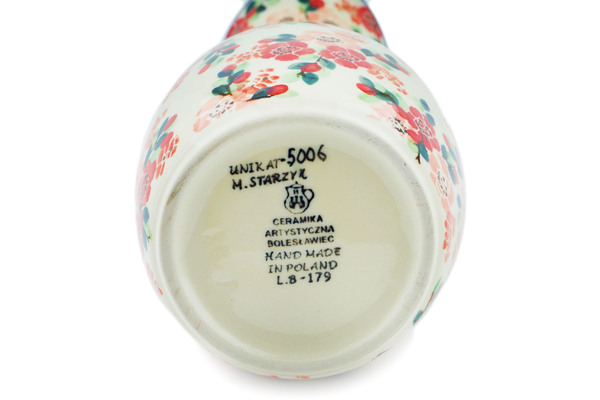 UNIKAT-5006
M. STARZYK
CERAMIKA
ARTYSTYCZNA
BOLESŁAWIEC
HAND MADE
IN POLAND
L.B-179